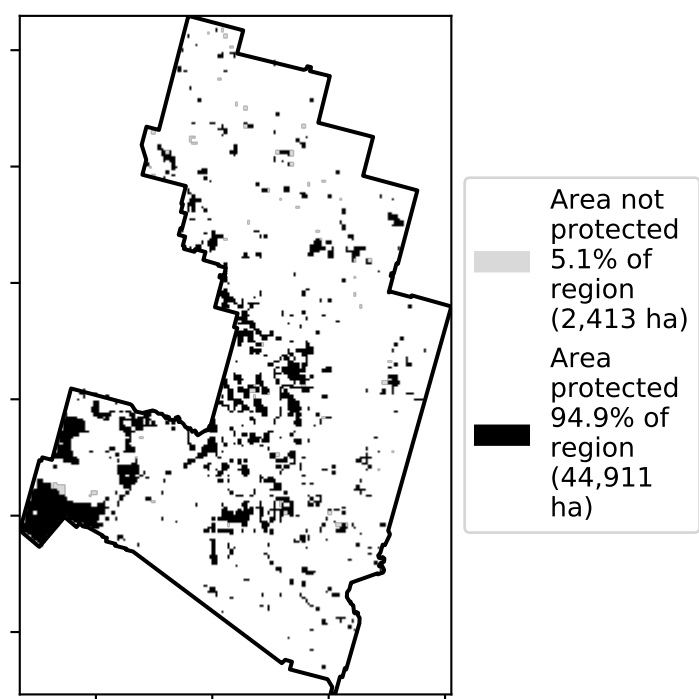 Area not
protected
5.1% of
region
(2,413 ha)
Area
protected
94.9% of
region
(44,911
ha)